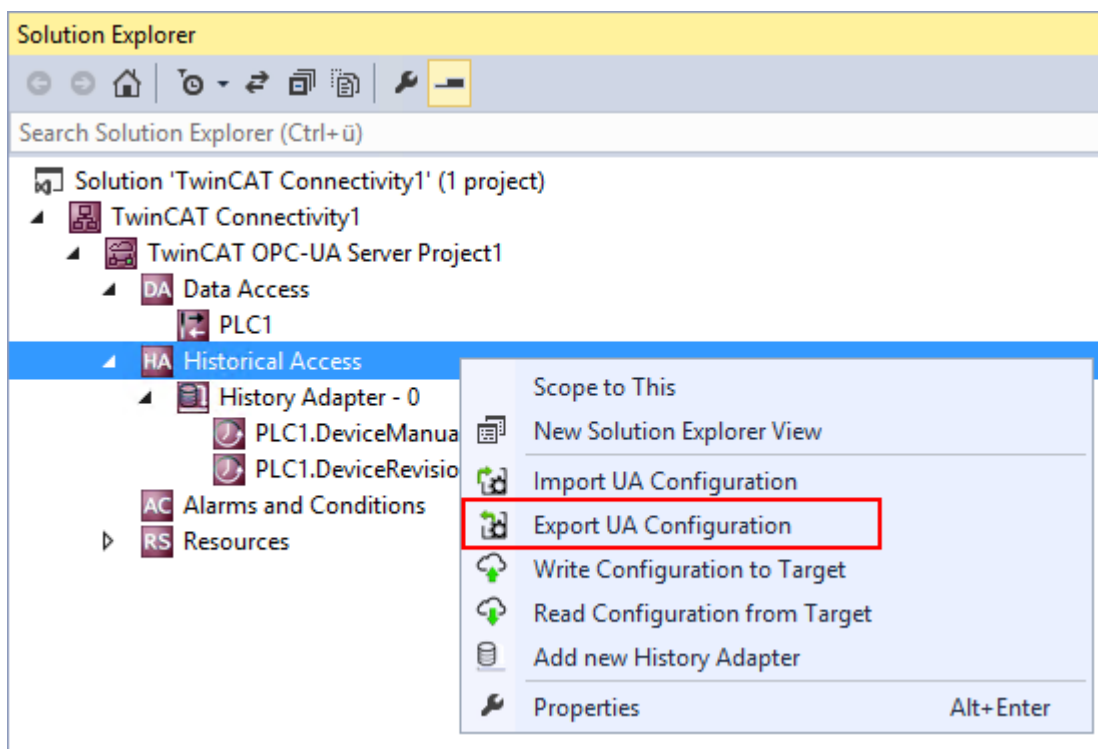 Solution Explorer
Search Solution Explorer (Ctrl+ü)
Solution 'TwinCAT Connectivity1' (1 project)
TwinCAT Connectivity1
TwinCAT OPC-UA Server Project1
DA Data Access
PLC1
HA Historical Access
History Adapter - 0
PLC1.DeviceManua
PLC1.DeviceRevisio
AC Alarms and Conditions
RS Resources
Scope to This
New Solution Explorer View
Import UA Configuration
Export UA Configuration
Write Configuration to Target
Read Configuration from Target
Add new History Adapter
Properties Alt+Enter